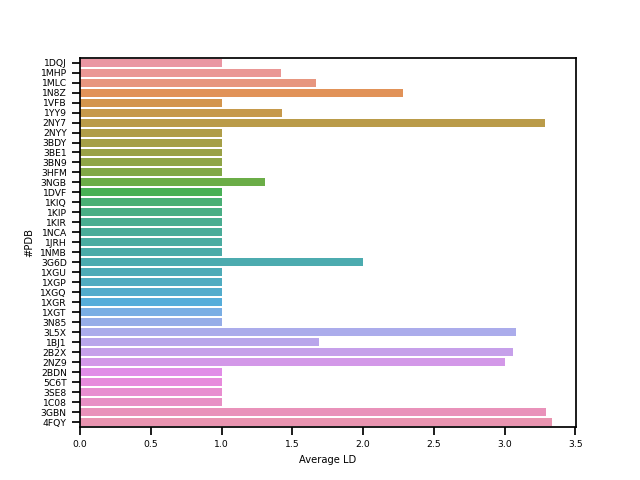 1DQJ
1MHP
1MLC
1N8Z
1VFB
1YY9
2NY7
2NYY
3BDY
3BE1
3BN9
3HFM
3NGB
1DVF
1KIQ
1KIP
1KIR
1NCA
1JRH
1NMB
3G6D
1XGU
1XGP
1XGQ
1XGR
1XGT
3N85
3L5X
1BJ1
2B2X
2NZ9
2BDN
5C6T
3SE8
1C08
3GBN
4FQY
#PDB
0.0 0.5 1.0 1.5 2.0 2.5 3.0 3.5
Average LD